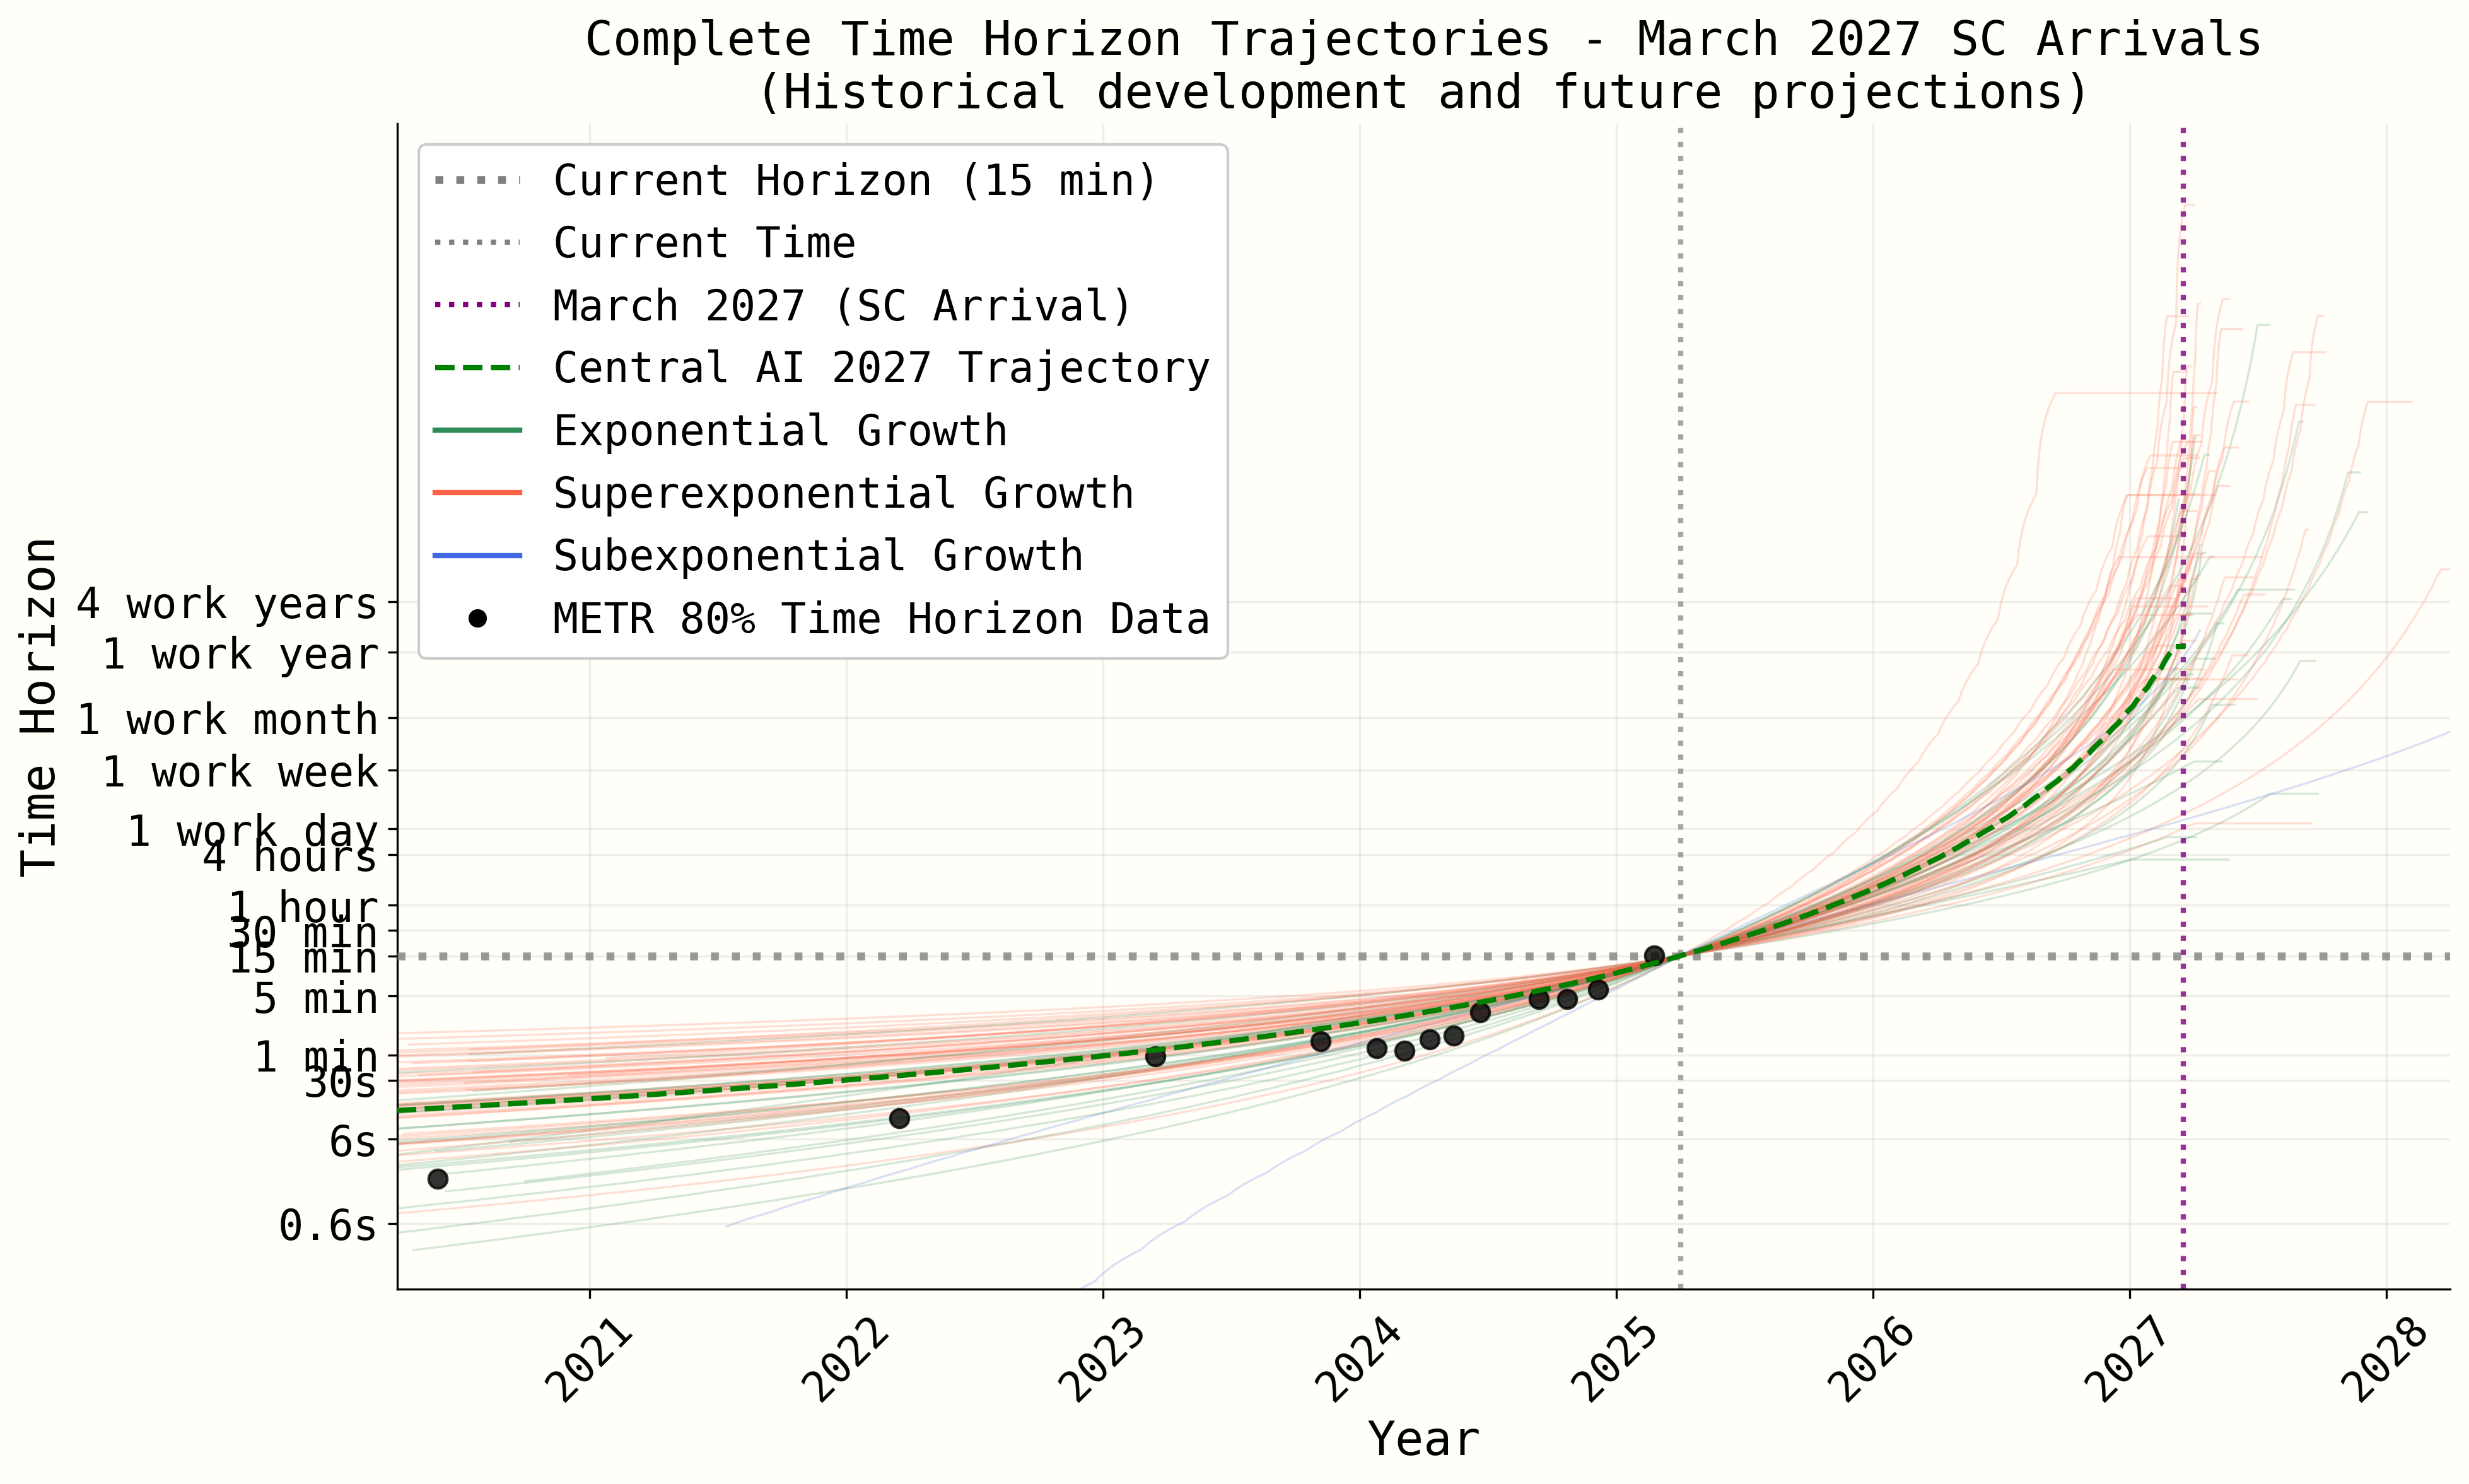 Complete Time Horizon Trajectories - March 2027 SC Arrivals
(Historical development and future projections)
Current Horizon (15 min)
Current Time
March 2027 (SC Arrival)
Central AI 2027 Trajectory
Exponential Growth
Superexponential Growth
Subexponential Growth
METR 80% Time Horizon Data
Time Horizon
4 work years
1 work year
1 work month
1 work week
1 work day
4 hours
1 hour
30 min
15 min
5 min
1 min
30s
6s
0.6s
2021
2022
2023
2024
2025
2026
2027
2028
Year